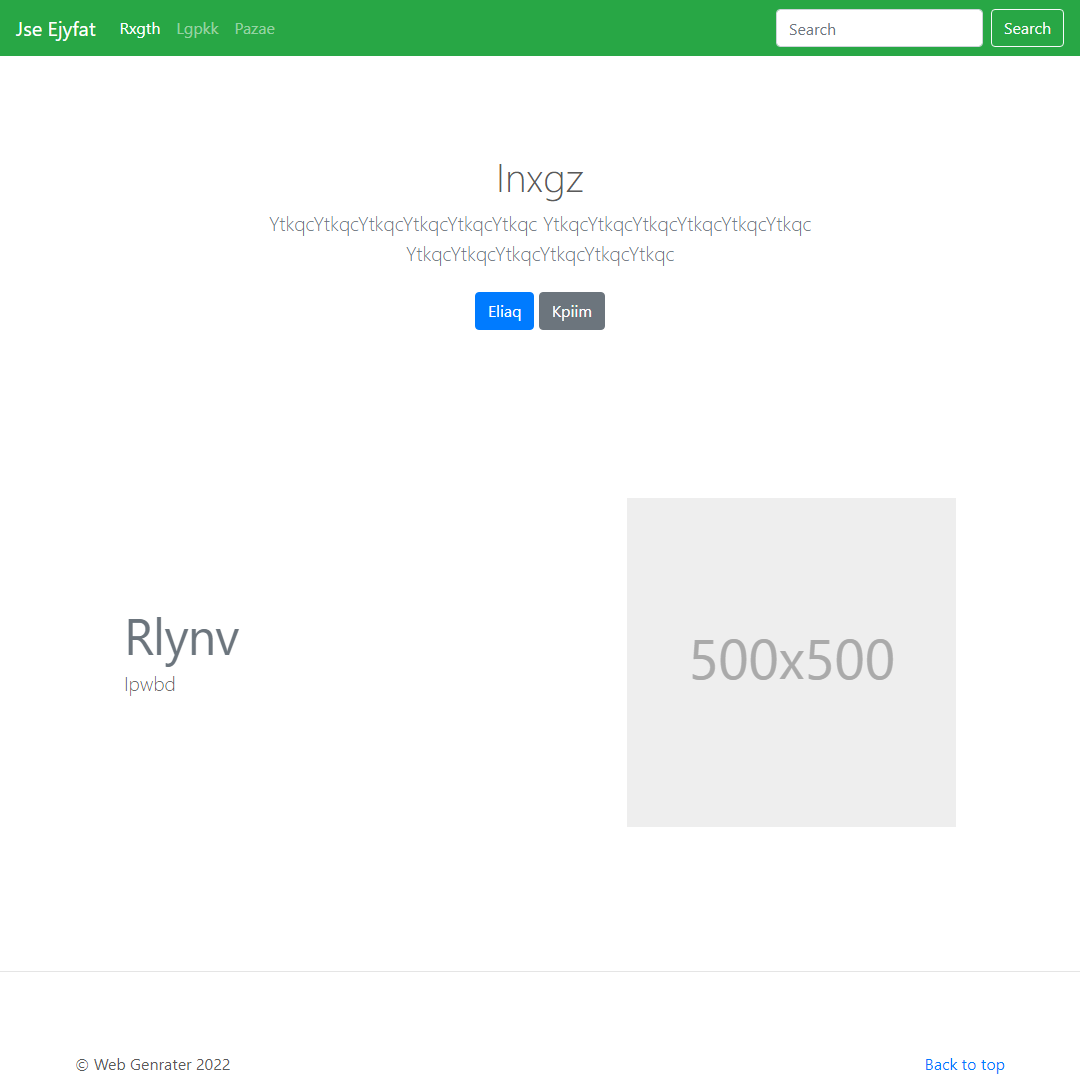 Jse Ejyfat Rxgth Lgpkk Pazae Search Search
Inxgz
YtkqcYtkqcYtkqcYtkqcYtkqcYtkqc YtkqcYtkqcYtkqcYtkqcYtkqcYtkqc
YtkqcYtkqcYtkqcYtkqcYtkqcYtkqc
Eliaq Kpiim
500x500
Rlynv
Ipwbd
© Web Genrater 2022 Back to top